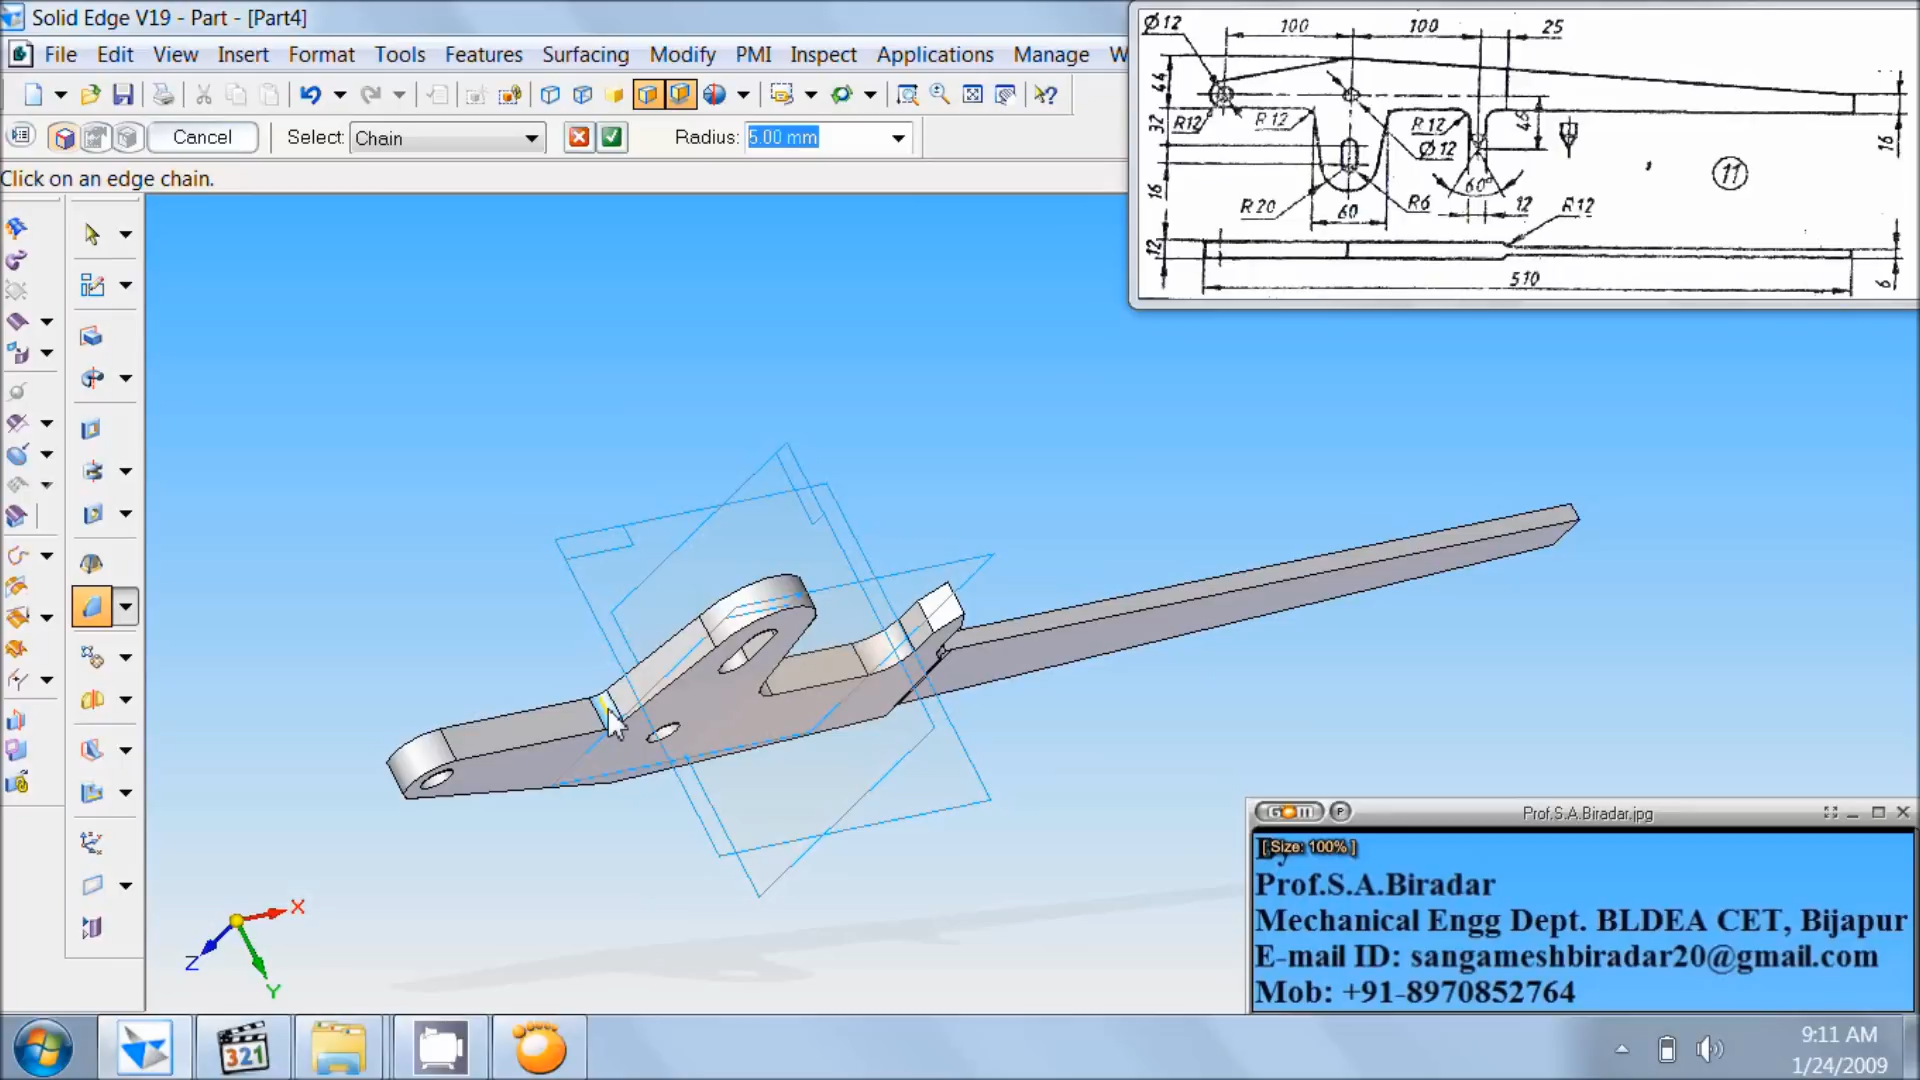 Solid Edge V19 - Part - [Part4]
File Edit View Insert Format Tools Features Surfacing Modify PMI Inspect Applications Manage W
Cancel Select: Chain Radius: 5.00 mm
Click on an edge chain.
Ø12 100 100 25
44
R12 R12 R12 46
32 Ø12 16
11
60°
16 R20 60 R6 12 R12
12
510 6
X
Z
Y
Prof.S.A.Biradar.jpg
[Size: 100%]
Prof.S.A.Biradar
Mechanical Engg Dept. BLDEA CET, Bijapur
E-mail ID: sangameshbiradar20@gmail.com
Mob: +91-8970852764
321
9:11 AM
1/24/2009